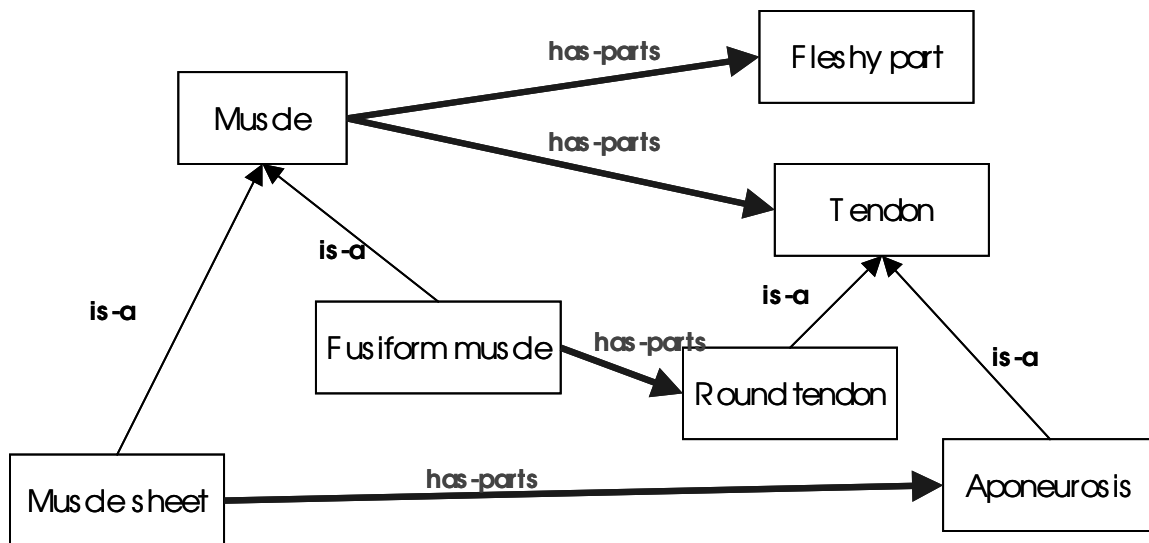 has-parts
Fleshy part
Muscle
has-parts
Tendon
is-a
is-a
is-a
Fusiform muscle
has-parts
Round tendon
is-a
Muscle sheet
has-parts
Aponeurosis